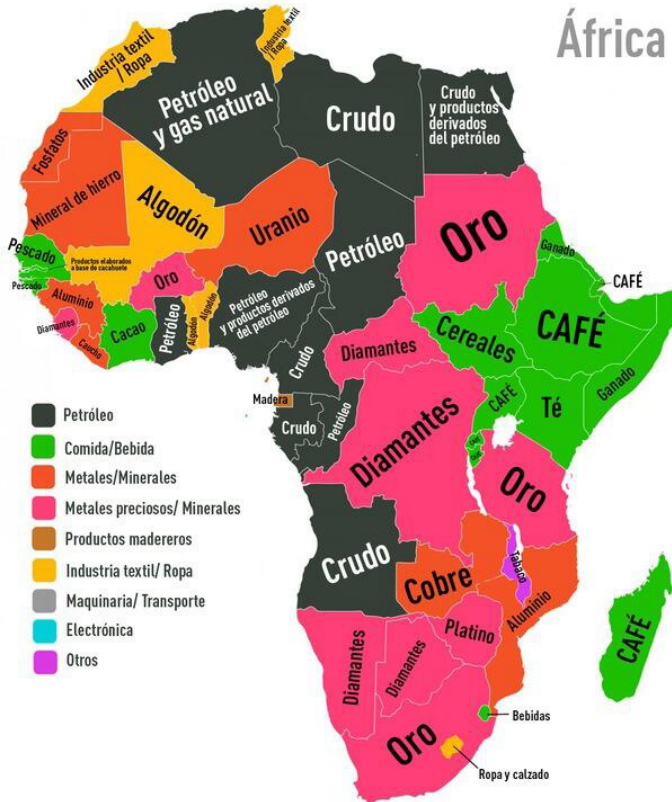 África
Industria textil
/ Ropa
Industria textil
/ Ropa
Petróleo
y gas natural
Crudo
Crudo
y productos
derivados
del petróleo
Fosfatos
Mineral de hierro
Algodón
Uranio
Petróleo
Oro
Pescado
Productos elaborados
a base de cacahuete
Pescado
Oro
Ganado
CAFÉ
Aluminio
Diamantes
Caucho
Cacao
Petróleo
Algodón
Algodón
Petróleo
y productos derivados
del petróleo
Crudo
Diamantes
Cereales
CAFÉ
Ganado
Madera
Crudo
Petróleo
Diamantes
CAFÉ
Té
Oro
Crudo
Cobre
Tabaco
Aluminio
CAFÉ
Diamantes
Diamantes
Platino
Oro
Bebidas
Ropa y calzado
Petróleo
Comida/Bebida
Metales/Minerales
Metales preciosos/ Minerales
Productos madereros
Industria textil/ Ropa
Maquinaria/ Transporte
Electrónica
Otros